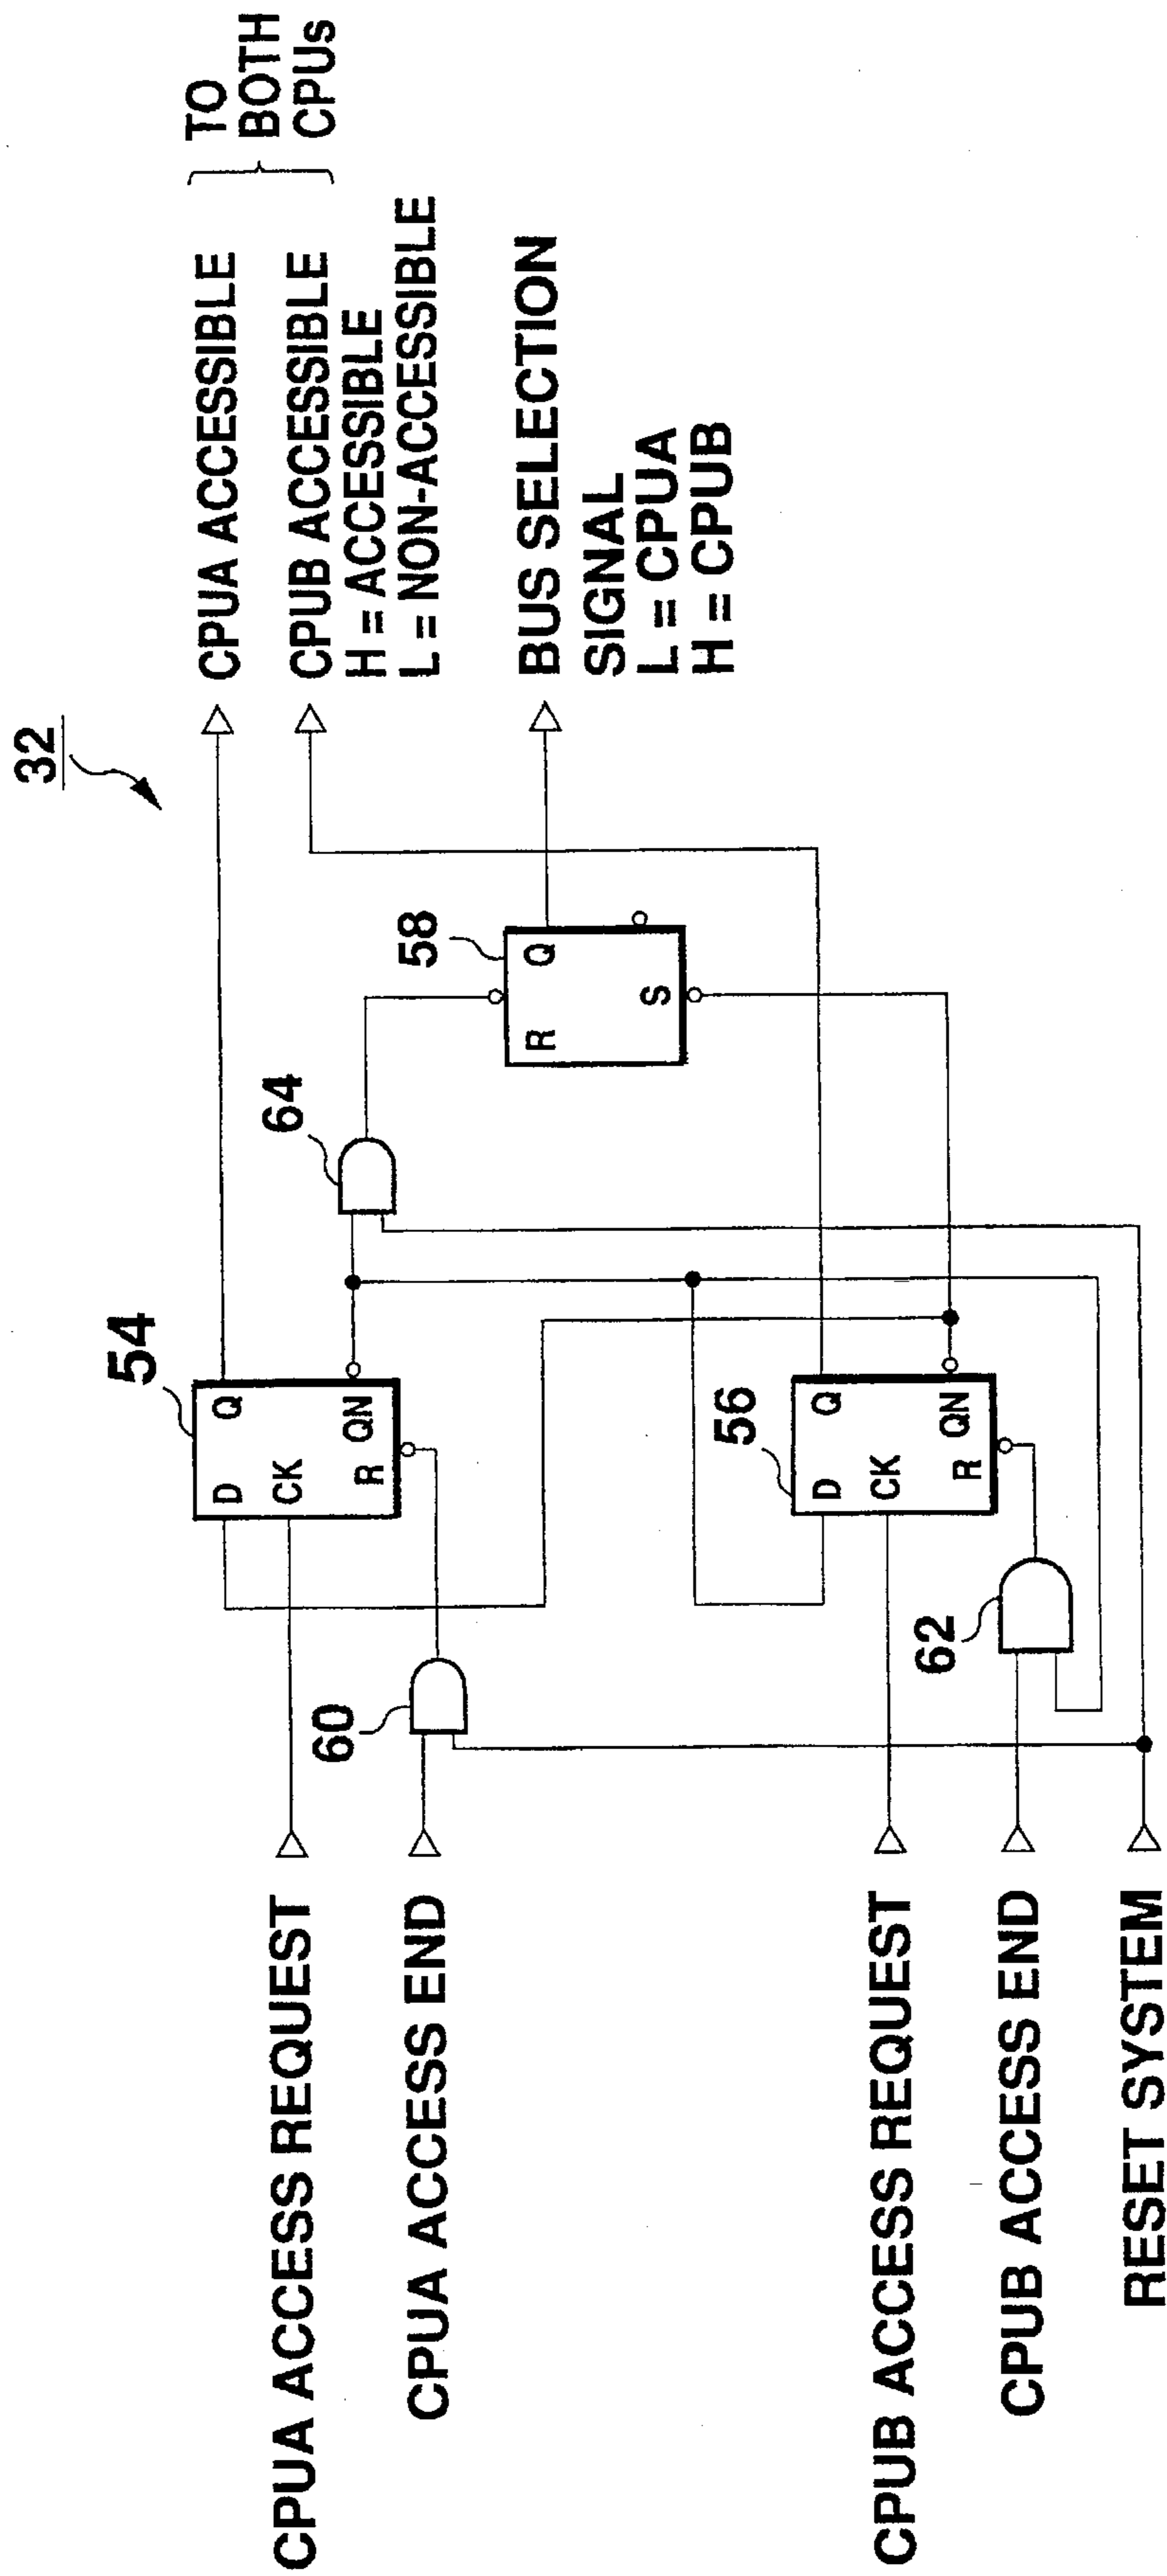 32
CPUA ACCESS REQUEST
CPUA ACCESS END
CPUB ACCESS REQUEST
CPUB ACCESS END
RESET SYSTEM
54
D Q
CK
QN
R
60
56
D Q
CK
QN
R
62
64
58
R Q
S
CPUA ACCESSIBLE
CPUB ACCESSIBLE
H = ACCESSIBLE
L = NON-ACCESSIBLE
TO
BOTH
CPUs
BUS SELECTION
SIGNAL
L = CPUA
H = CPUB